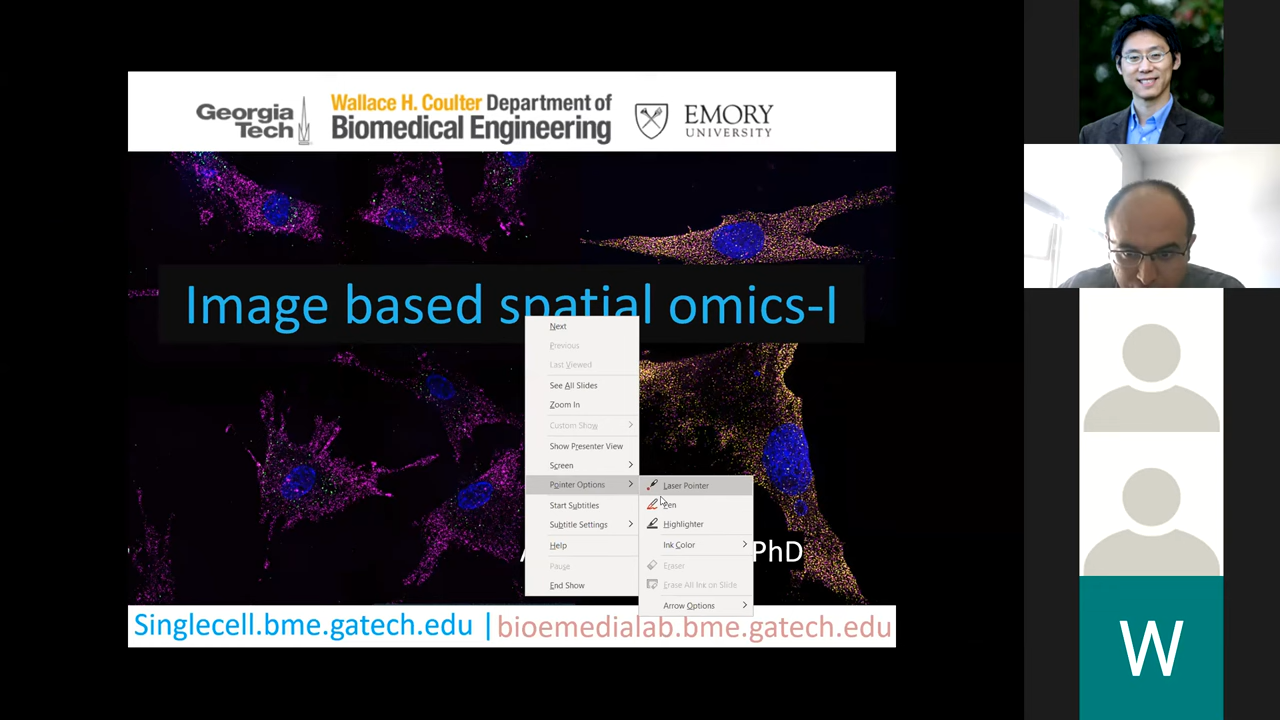 Georgia Tech
Wallace H. Coulter Department of
Biomedical Engineering
EMORY
UNIVERSITY
Image based spatial omics-I
Next
Previous
Last Viewed
See All Slides
Zoom In
Custom Show
Show Presenter View
Screen
Pointer Options
Start Subtitles
Subtitle Settings
Help
Pause
End Show
Laser Pointer
Pen
Highlighter
Ink Color
Eraser
Erase All Ink on Slide
Arrow Options
PhD
Singlecell.bme.gatech.edu | bioemedialab.bme.gatech.edu
W